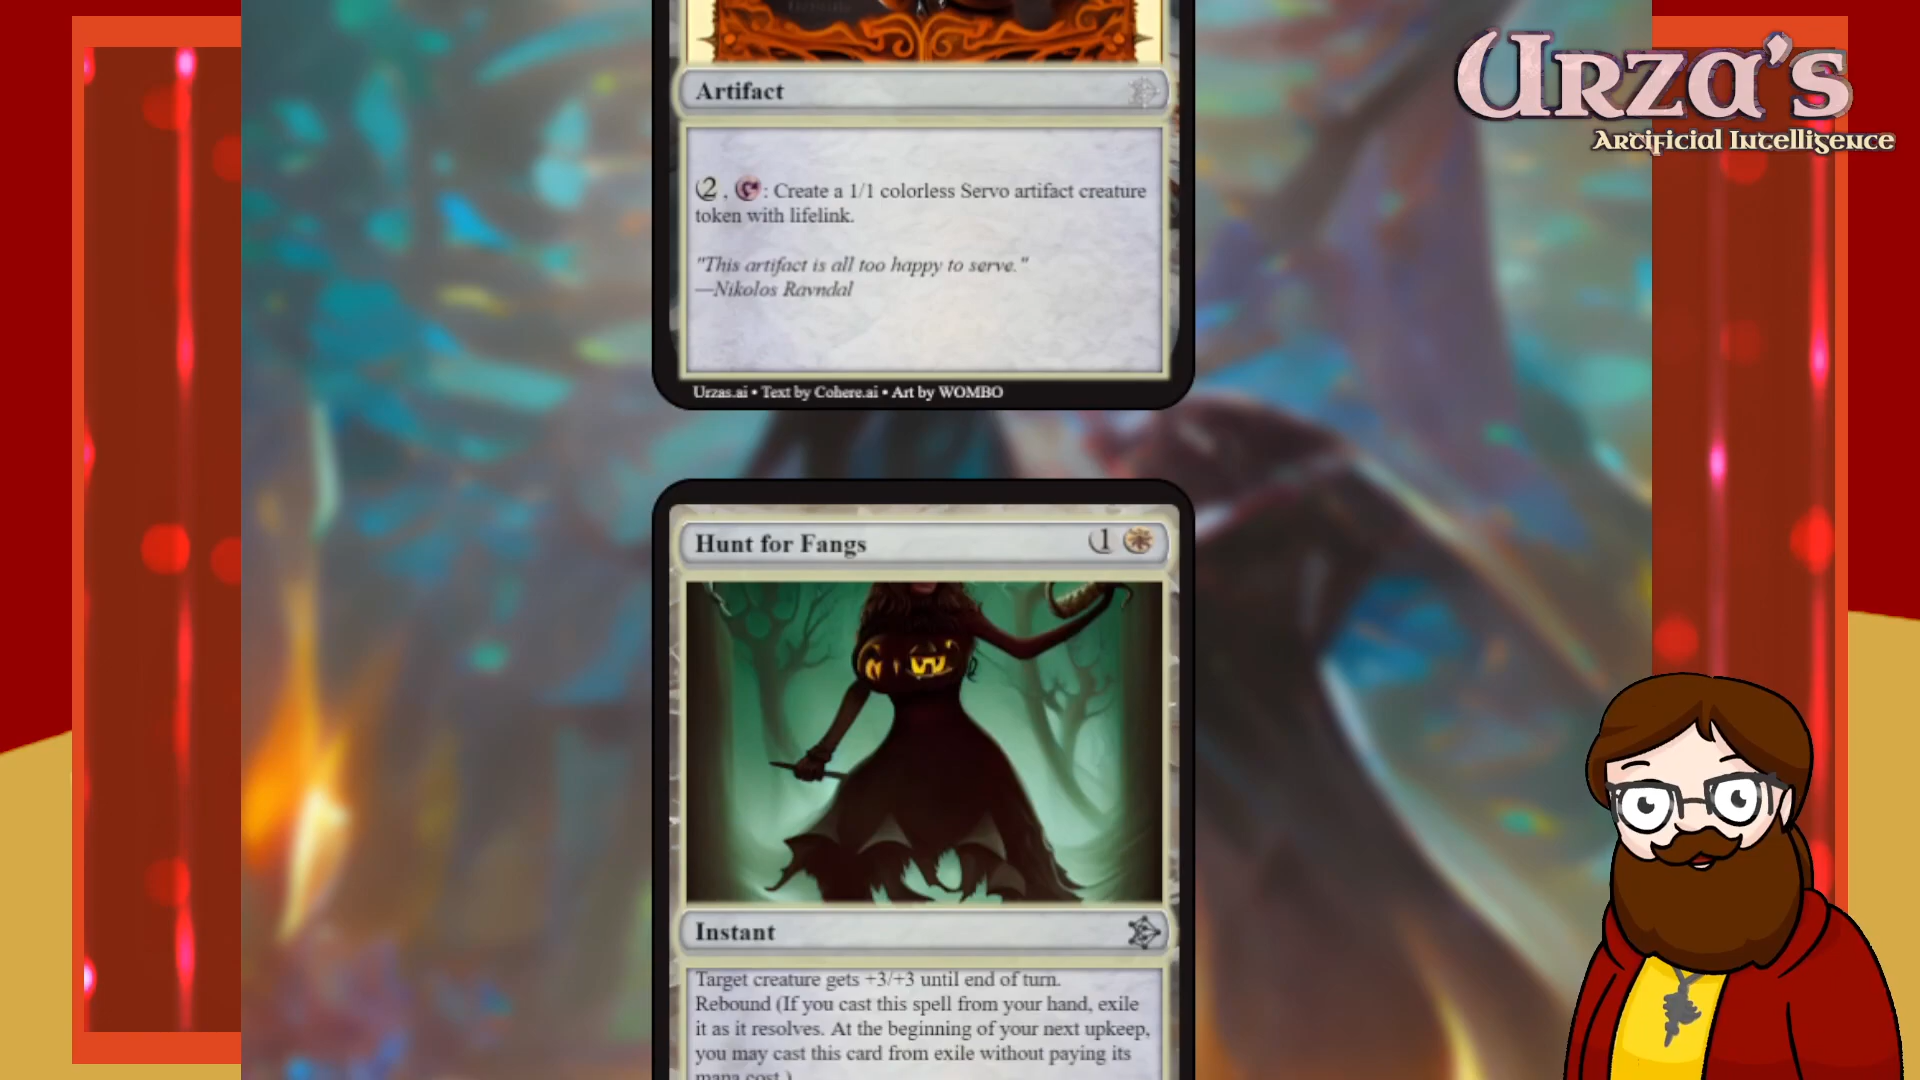 Urza's
Artificial Intelligence
Artifact
2, : Create a 1/1 colorless Servo artifact creature
token with lifelink.
"This artifact is all too happy to serve."
—Nikolos Ravndal
Urzas.ai • Text by Cohere.ai • Art by WOMBO
Hunt for Fangs 1
Instant
Target creature gets +3/+3 until end of turn.
Rebound (If you cast this spell from your hand, exile
it as it resolves. At the beginning of your next upkeep,
you may cast this card from exile without paying its
mana cost.)